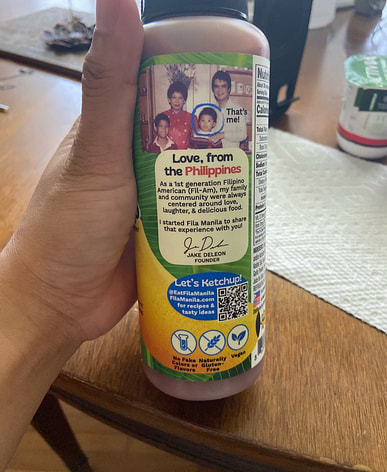 That's
me!
Love, from
the Philippines
As a 1st generation Filipino
American (Fil-Am), my family
and community were always
centered around love,
laughter, & delicious food.
I started Fila Manila to share
that experience with you!
JAKE DELEON
FOUNDER
Let's Ketchup!
@EatFilaManila
FilaManila.com
for recipes &
tasty ideas
No Fake
Colors or
Flavors
Naturally
Gluten-
Free
Vegan